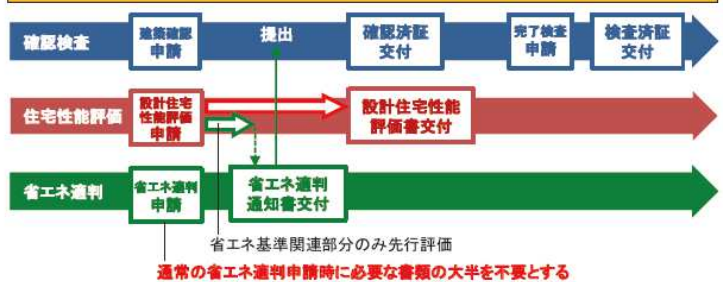 確認検査
建築確認
申請
提出
確認済証
交付
完了検査
申請
検査済証
交付
住宅性能評価
設計住宅
性能評価
申請
設計住宅性能
評価書交付
省エネ適判
省エネ適判
申請
省エネ適判
通知書交付
省エネ基準関連部分のみ先行評価
通常の省エネ適判申請時に必要な書類の大半を不要とする